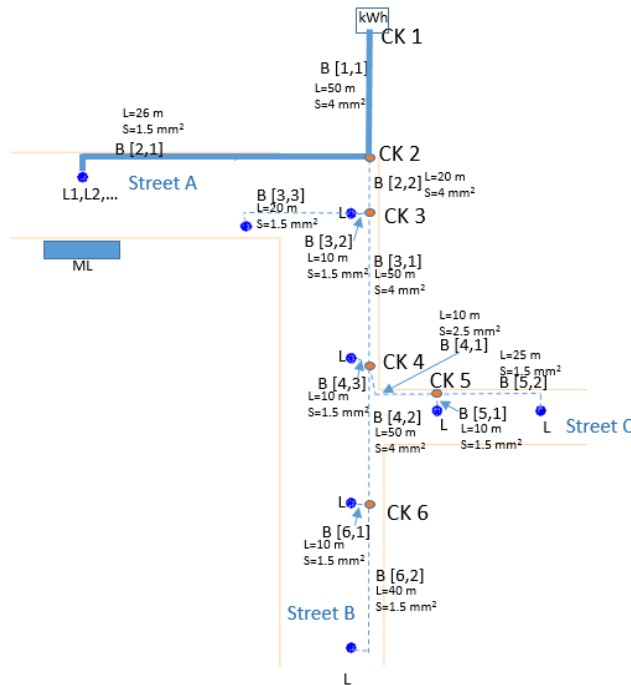 kWh
CK 1
B [1,1]
L=50 m
S=4 mm²
L=26 m
S=1.5 mm²
B [2,1]
CK 2
Street A
L1,L2,...
B [2,2]
L=20 m
S=4 mm²
B [3,3]
L=20 m
S=1.5 mm²
L
CK 3
B [3,2]
L=10 m
S=1.5 mm²
B [3,1]
L=50 m
S=4 mm²
ML
L=10 m
S=2.5 mm²
B [4,1]
L=25 m
S=1.5 mm²
L
CK 4
CK 5
B [5,2]
B [4,3]
L=10 m
S=1.5 mm²
B [4,2]
L=50 m
S=4 mm²
L
B [5,1]
L=10 m
S=1.5 mm²
L
Street C
L
CK 6
B [6,1]
L=10 m
S=1.5 mm²
B [6,2]
L=40 m
S=1.5 mm²
Street B
L